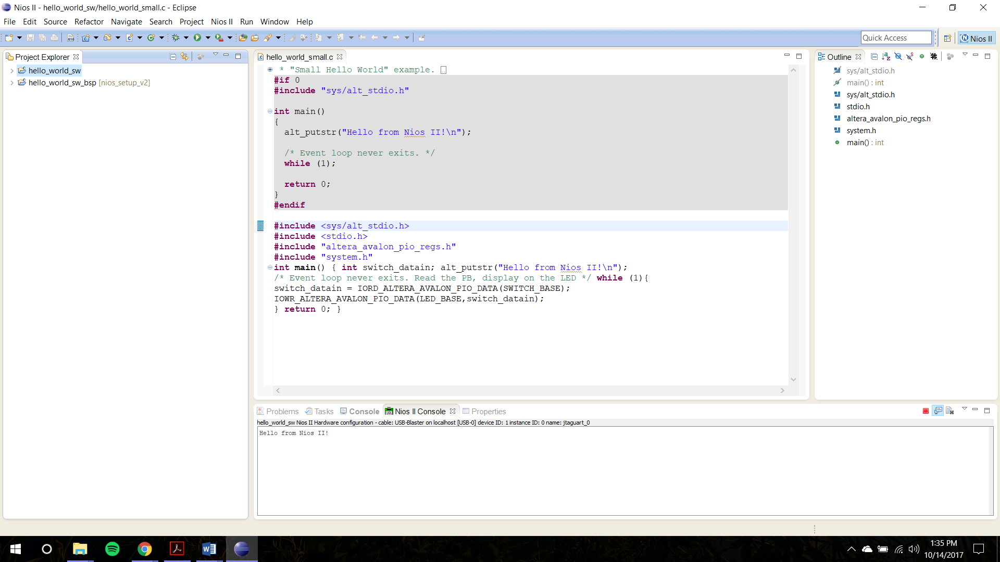 Nios II - hello_world_sw/hello_world_small.c - Eclipse
File Edit Source Refactor Navigate Search Project Nios II Run Window Help
Quick Access
Nios II
Project Explorer
hello_world_sw
hello_world_sw_bsp [nios_setup_v2]
hello_world_small.c
* "Small Hello World" example.
#if 0
#include "sys/alt_stdio.h"
int main()
{
alt_putstr("Hello from Nios II!\n");
/* Event loop never exits. */
while (1);
return 0;
}
#endif
#include <sys/alt_stdio.h>
#include <stdio.h>
#include "altera_avalon_pio_regs.h"
#include "system.h"
int main() { int switch_datain; alt_putstr("Hello from Nios II!\n");
/* Event loop never exits. Read the PB, display on the LED */ while (1){
switch_datain = IORD_ALTERA_AVALON_PIO_DATA(SWITCH_BASE);
IOWR_ALTERA_AVALON_PIO_DATA(LED_BASE,switch_datain);
} return 0; }
Outline
sys/alt_stdio.h
main() : int
sys/alt_stdio.h
stdio.h
altera_avalon_pio_regs.h
system.h
main() : int
Problems Tasks Console Nios II Console Properties
hello_world_sw Nios II Hardware configuration - cable: USB-Blaster on localhost [USB-0] device ID: 1 instance ID: 0 name: jtaguart_0
Hello from Nios II!
1:35 PM
10/14/2017